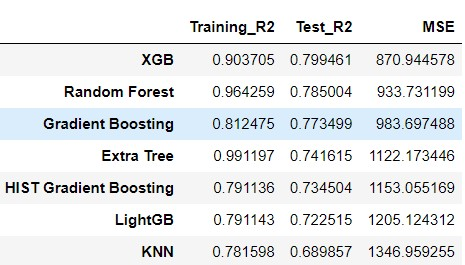 Training_R2 Test_R2 MSE
XGB 0.903705 0.799461 870.944578
Random Forest 0.964259 0.785004 933.731199
Gradient Boosting 0.812475 0.773499 983.697488
Extra Tree 0.991197 0.741615 1122.173446
HIST Gradient Boosting 0.791136 0.734504 1153.055169
LightGB 0.791143 0.722515 1205.124312
KNN 0.781598 0.689857 1346.959255